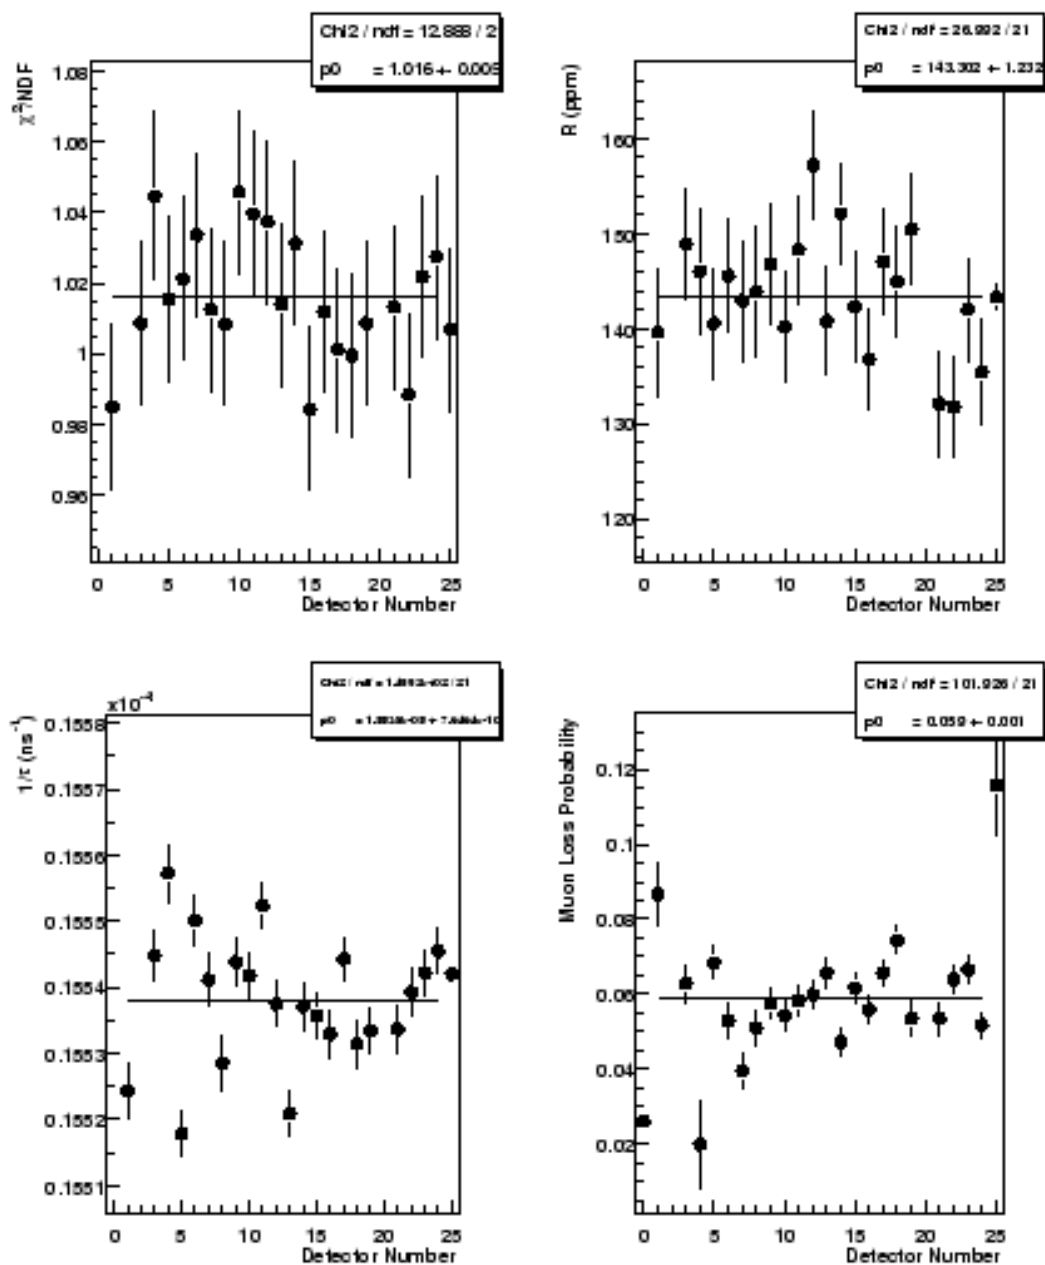 Chi2 / ndf = 12.888 / 2
p0 = 1.016 +- 0.005
χ²/NDF
1.08
1.06
1.04
1.02
1
0.98
0.96
0 5 10 15 20 25
Detector Number
Chi2 / ndf = 26.992 / 21
p0 = 143.302 +- 1.232
R (ppm)
160
150
140
130
120
0 5 10 15 20 25
Detector Number
p0
x10
1/τ (ns⁻¹)
0.1558
0.1557
0.1556
0.1555
0.1554
0.1553
0.1552
0.1551
0 5 10 15 20 25
Detector Number
Chi2 / ndf = 101.926 / 21
p0 = 0.059 +- 0.001
Muon Loss Probability
0.12
0.1
0.08
0.06
0.04
0.02
0 5 10 15 20 25
Detector Number